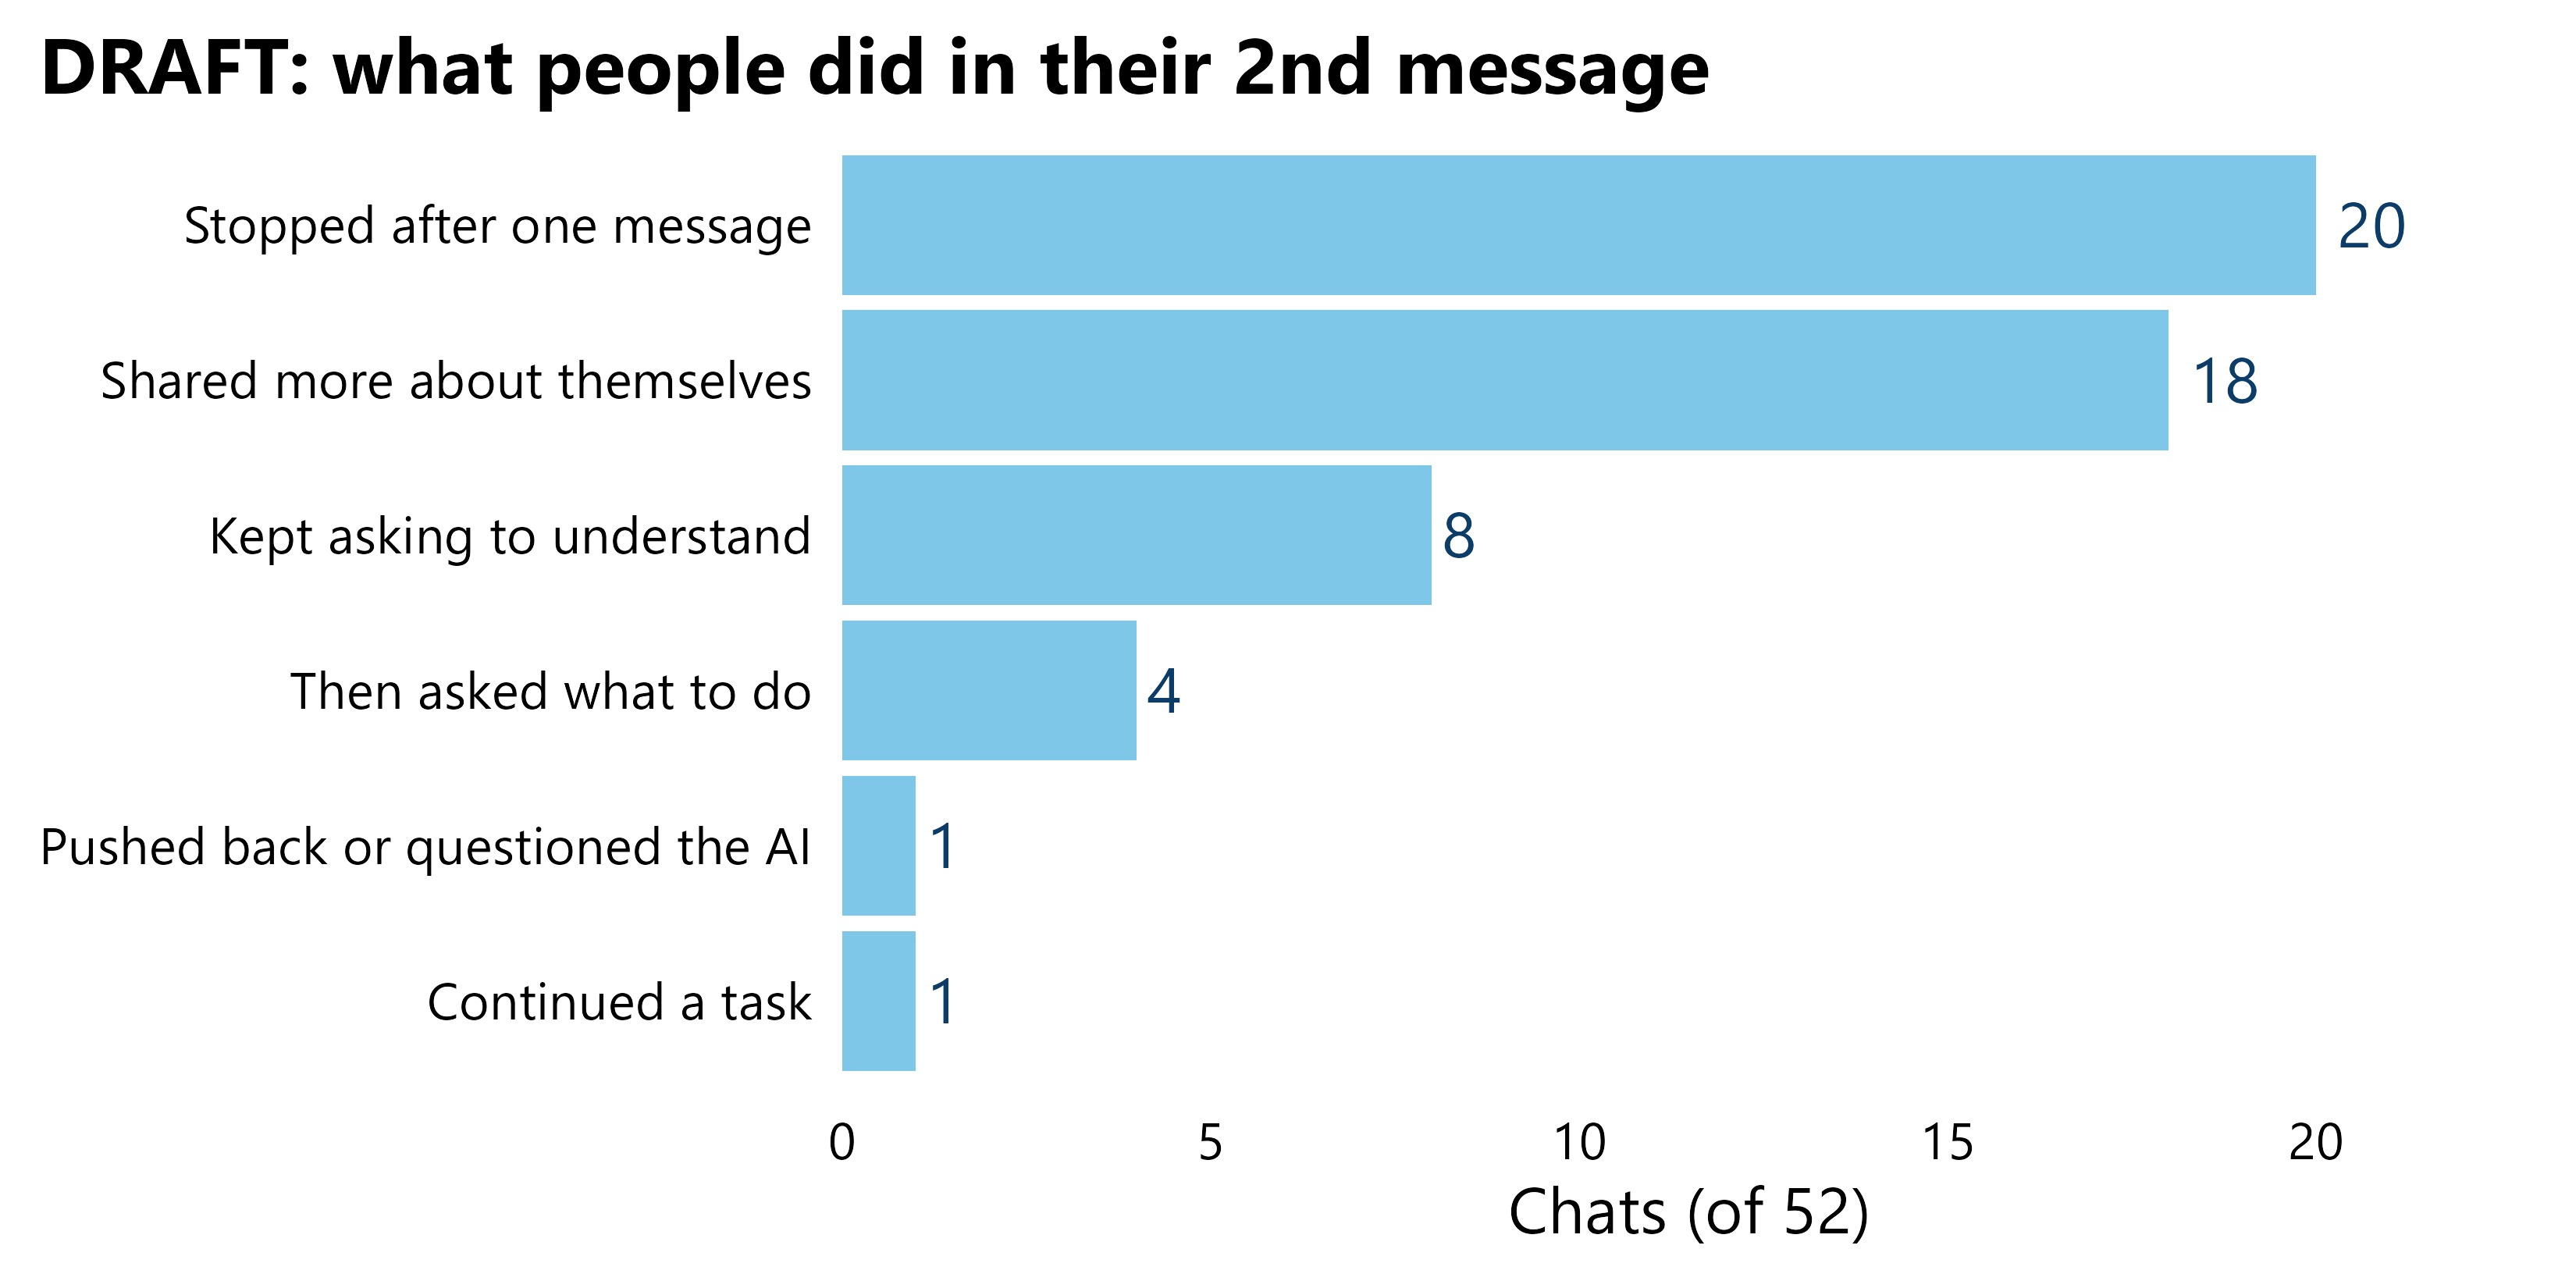 DRAFT: what people did in their 2nd message
Stopped after one message 20
Shared more about themselves 18
Kept asking to understand 8
Then asked what to do 4
Pushed back or questioned the AI 1
Continued a task 1
0 5 10 15 20
Chats (of 52)